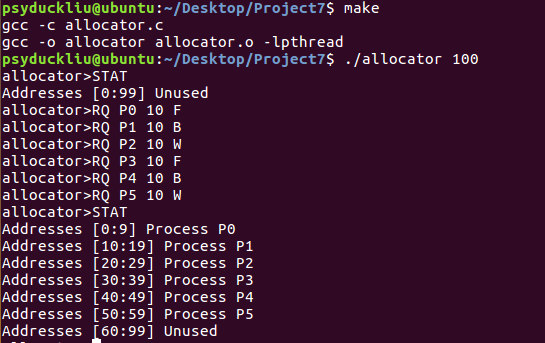 psyduckliu@ubuntu:~/Desktop/Project7$ make
gcc -c allocator.c
gcc -o allocator allocator.o -lpthread
psyduckliu@ubuntu:~/Desktop/Project7$ ./allocator 100
allocator>STAT
Addresses [0:99] Unused
allocator>RQ P0 10 F
allocator>RQ P1 10 B
allocator>RQ P2 10 W
allocator>RQ P3 10 F
allocator>RQ P4 10 B
allocator>RQ P5 10 W
allocator>STAT
Addresses [0:9] Process P0
Addresses [10:19] Process P1
Addresses [20:29] Process P2
Addresses [30:39] Process P3
Addresses [40:49] Process P4
Addresses [50:59] Process P5
Addresses [60:99] Unused